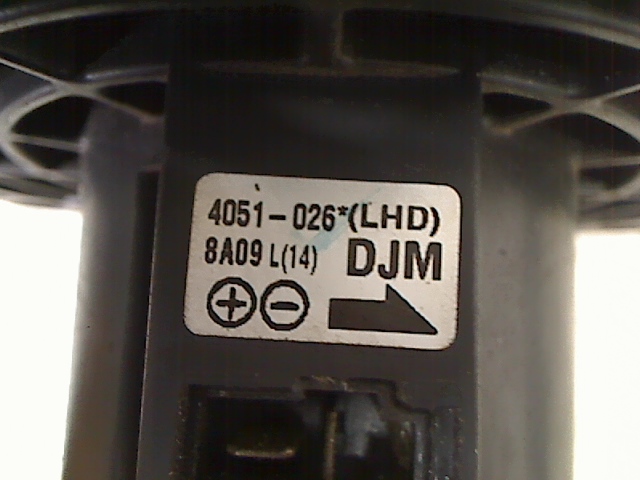 4051-026*(LHD)
8A09 L(14) DJM
+ -